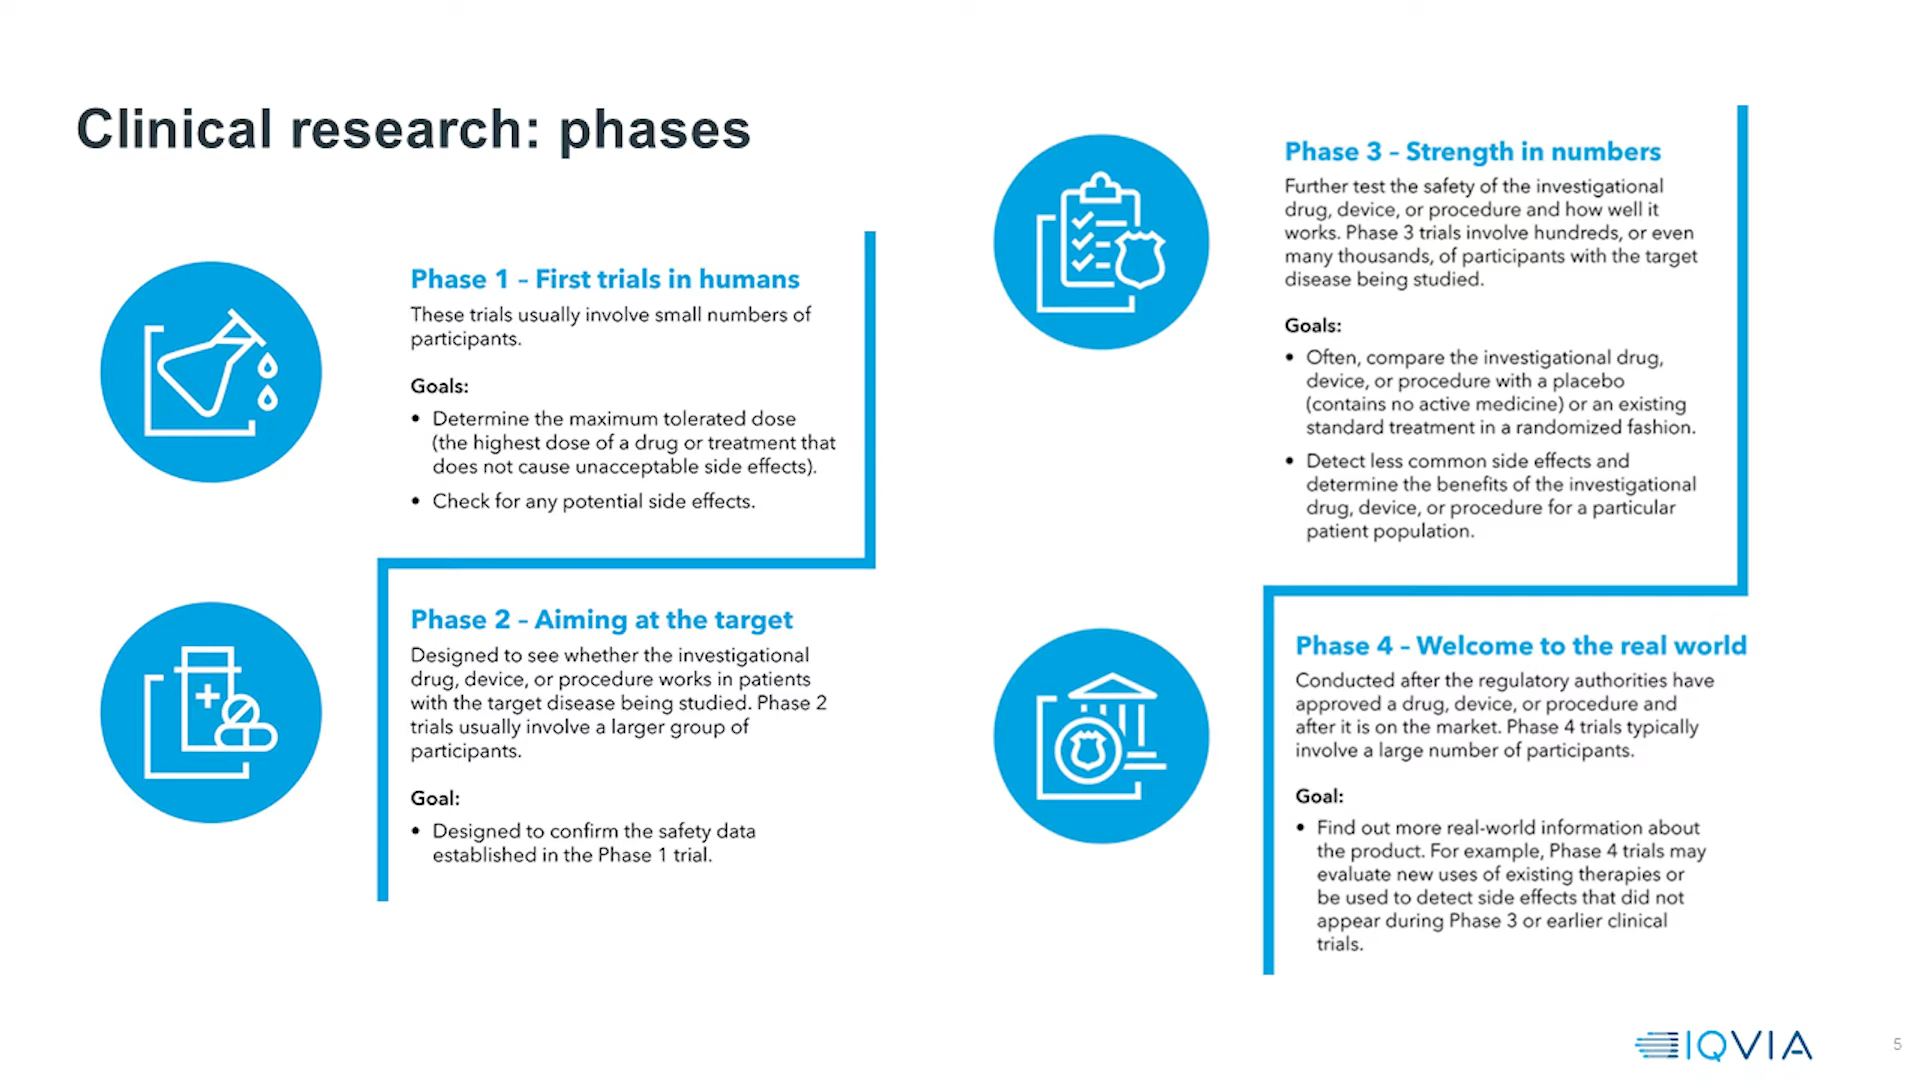 Clinical research: phases
Phase 1 – First trials in humans
These trials usually involve small numbers of
participants.
Goals:
• Determine the maximum tolerated dose
(the highest dose of a drug or treatment that
does not cause unacceptable side effects).
• Check for any potential side effects.
Phase 2 – Aiming at the target
Designed to see whether the investigational
drug, device, or procedure works in patients
with the target disease being studied. Phase 2
trials usually involve a larger group of
participants.
Goal:
• Designed to confirm the safety data
established in the Phase 1 trial.
Phase 3 – Strength in numbers
Further test the safety of the investigational
drug, device, or procedure and how well it
works. Phase 3 trials involve hundreds, or even
many thousands, of participants with the target
disease being studied.
Goals:
• Often, compare the investigational drug,
device, or procedure with a placebo
(contains no active medicine) or an existing
standard treatment in a randomized fashion.
• Detect less common side effects and
determine the benefits of the investigational
drug, device, or procedure for a particular
patient population.
Phase 4 – Welcome to the real world
Conducted after the regulatory authorities have
approved a drug, device, or procedure and
after it is on the market. Phase 4 trials typically
involve a large number of participants.
Goal:
• Find out more real-world information about
the product. For example, Phase 4 trials may
evaluate new uses of existing therapies or
be used to detect side effects that did not
appear during Phase 3 or earlier clinical
trials.
IQVIA
5